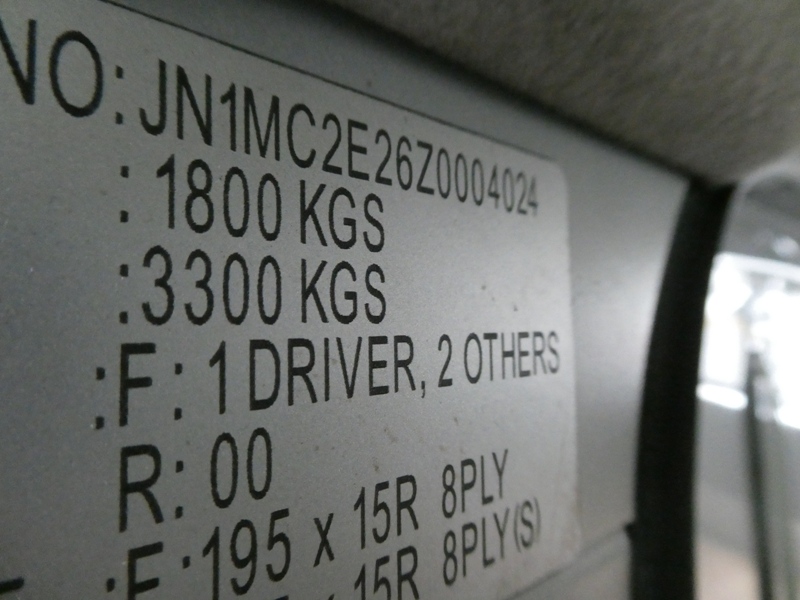 NO: JN1MC2E26Z0004024
: 1800 KGS
: 3300 KGS
: F : 1 DRIVER, 2 OTHERS
R : 00
: F : 195 x 15R 8PLY
15R 8PLY(S)